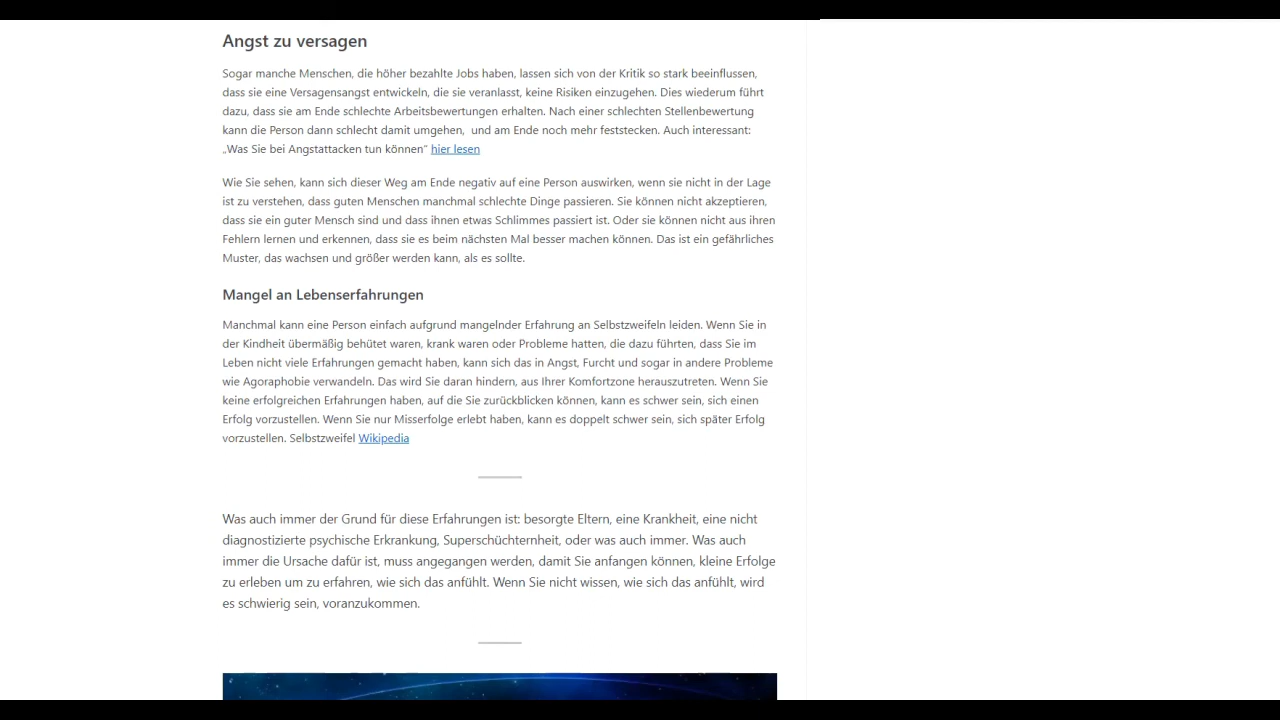 Angst zu versagen
Sogar manche Menschen, die höher bezahlte Jobs haben, lassen sich von der Kritik so stark beeinflussen,
dass sie eine Versagensangst entwickeln, die sie veranlasst, keine Risiken einzugehen. Dies wiederum führt
dazu, dass sie am Ende schlechte Arbeitsbewertungen erhalten. Nach einer schlechten Stellenbewertung
kann die Person dann schlecht damit umgehen,  und am Ende noch mehr feststecken. Auch interessant:
„Was Sie bei Angstattacken tun können“ hier lesen
Wie Sie sehen, kann sich dieser Weg am Ende negativ auf eine Person auswirken, wenn sie nicht in der Lage
ist zu verstehen, dass guten Menschen manchmal schlechte Dinge passieren. Sie können nicht akzeptieren,
dass sie ein guter Mensch sind und dass ihnen etwas Schlimmes passiert ist. Oder sie können nicht aus ihren
Fehlern lernen und erkennen, dass sie es beim nächsten Mal besser machen können. Das ist ein gefährliches
Muster, das wachsen und größer werden kann, als es sollte.
Mangel an Lebenserfahrungen
Manchmal kann eine Person einfach aufgrund mangelnder Erfahrung an Selbstzweifeln leiden. Wenn Sie in
der Kindheit übermäßig behütet waren, krank waren oder Probleme hatten, die dazu führten, dass Sie im
Leben nicht viele Erfahrungen gemacht haben, kann sich das in Angst, Furcht und sogar in andere Probleme
wie Agoraphobie verwandeln. Das wird Sie daran hindern, aus Ihrer Komfortzone herauszutreten. Wenn Sie
keine erfolgreichen Erfahrungen haben, auf die Sie zurückblicken können, kann es schwer sein, sich einen
Erfolg vorzustellen. Wenn Sie nur Misserfolge erlebt haben, kann es doppelt schwer sein, sich später Erfolg
vorzustellen. Selbstzweifel Wikipedia
Was auch immer der Grund für diese Erfahrungen ist: besorgte Eltern, eine Krankheit, eine nicht
diagnostizierte psychische Erkrankung, Superschüchternheit, oder was auch immer. Was auch
immer die Ursache dafür ist, muss angegangen werden, damit Sie anfangen können, kleine Erfolge
zu erleben um zu erfahren, wie sich das anfühlt. Wenn Sie nicht wissen, wie sich das anfühlt, wird
es schwierig sein, voranzukommen.